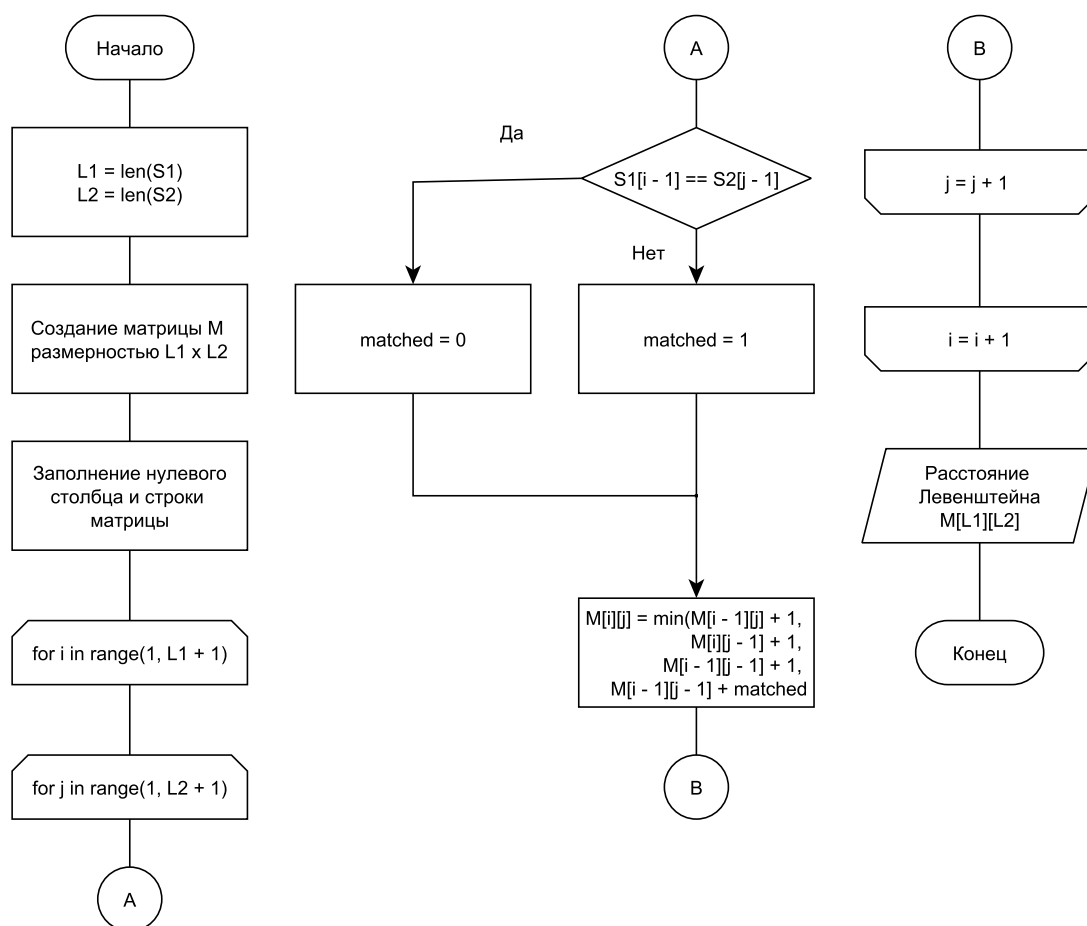 Начало
L1 = len(S1)
L2 = len(S2)
Создание матрицы M
размерностью L1 x L2
Заполнение нулевого
столбца и строки
матрицы
for i in range(1, L1 + 1)
for j in range(1, L2 + 1)
A
A
Да
S1[i - 1] == S2[j - 1]
Нет
matched = 0
matched = 1
M[i][j] = min(M[i - 1][j] + 1,
M[i][j - 1] + 1,
M[i - 1][j - 1] + 1,
M[i - 1][j - 1] + matched
B
B
j = j + 1
i = i + 1
Расстояние
Левенштейна
M[L1][L2]
Конец